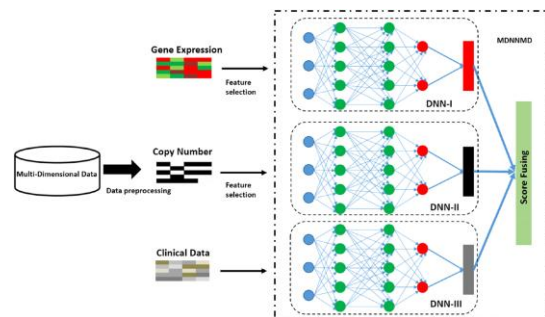 Gene Expression
MDNNMD
Feature
selection
DNN-I
Multi-Dimensional Data
Data preprocessing
Copy Number
Feature
selection
DNN-II
Score Fusing
Clinical Data
DNN-III